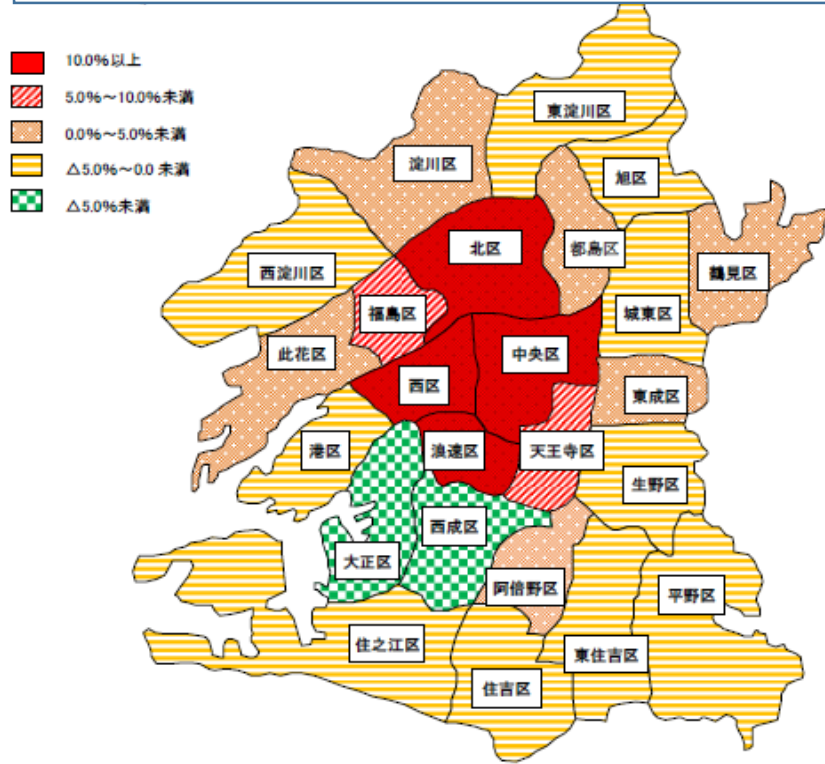 10.0%以上
5.0%～10.0%未満
0.0%～5.0%未満
△5.0%～0.0 未満
△5.0%未満
東淀川区
淀川区
旭区
北区
都島区
鶴見区
西淀川区
福島区
城東区
此花区
中央区
西区
東成区
港区
浪速区
天王寺区
生野区
西成区
大正区
阿倍野区
平野区
住之江区
東住吉区
住吉区